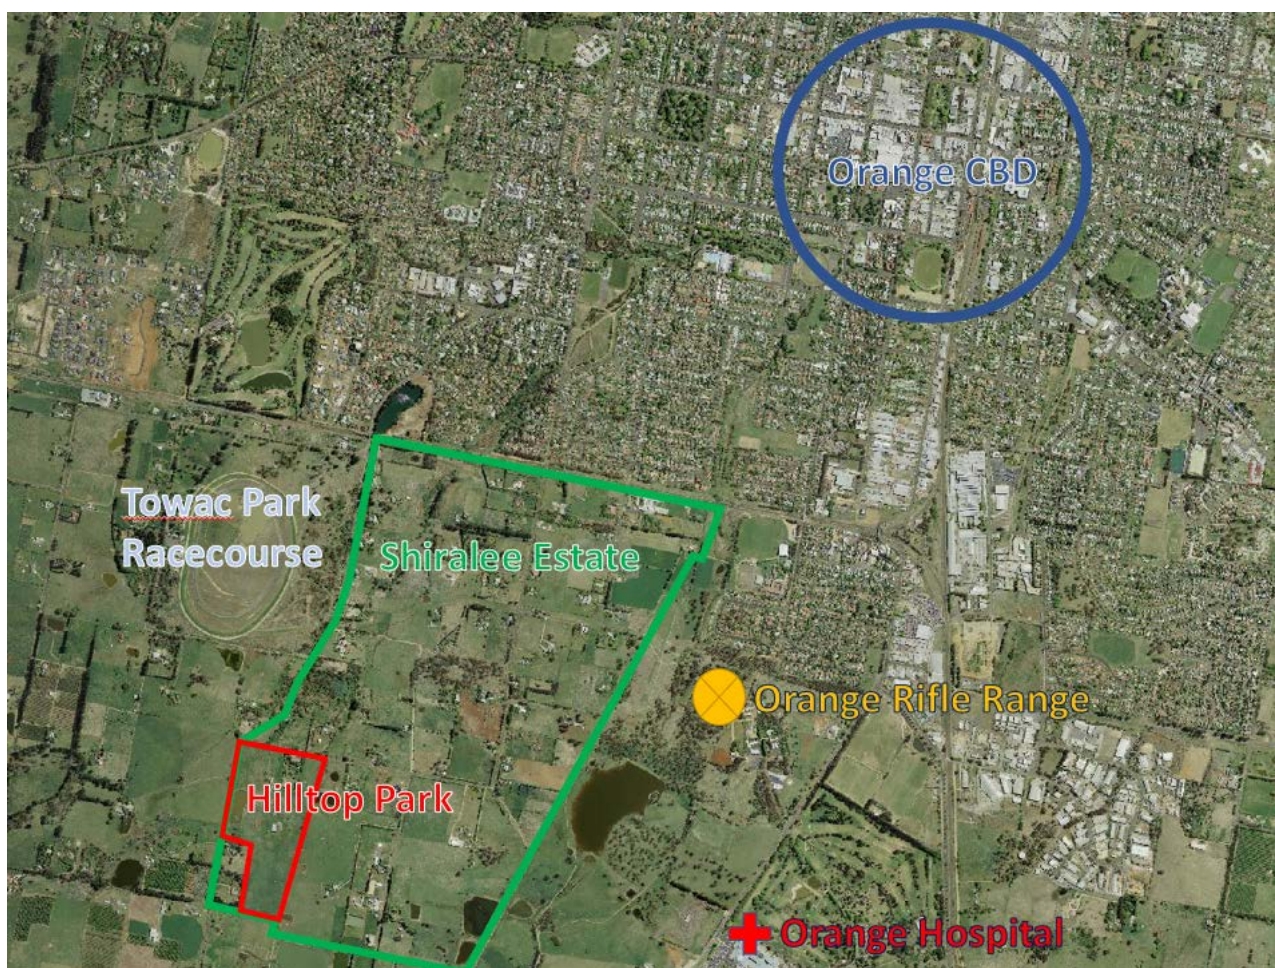 Orange CBD
Towac Park
Racecourse
Shiralee Estate
Orange Rifle Range
Hilltop Park
Orange Hospital